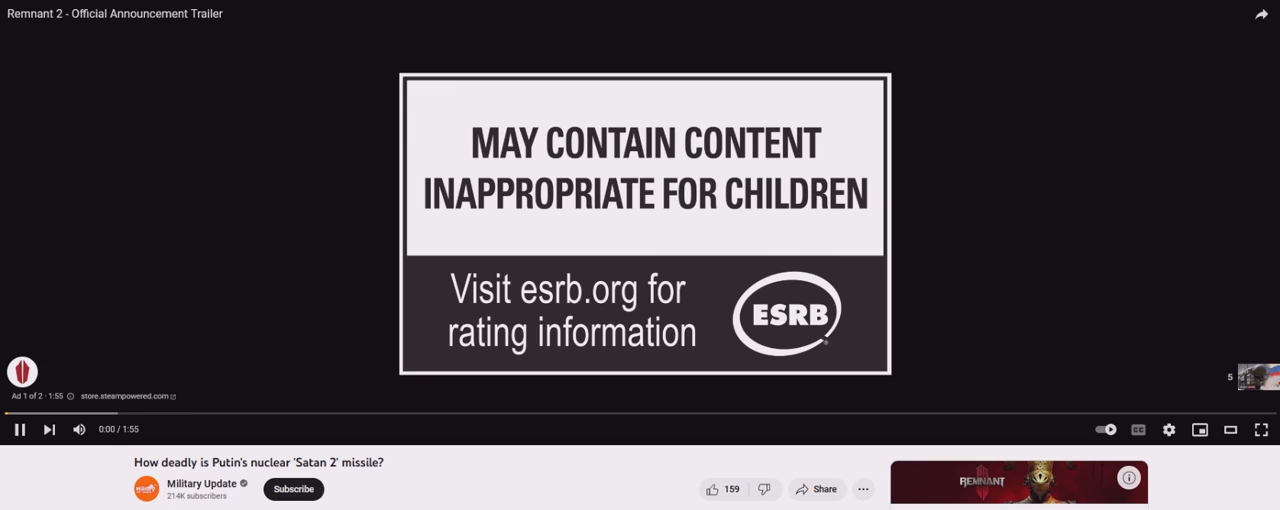 Remnant 2 - Official Announcement Trailer
MAY CONTAIN CONTENT
INAPPROPRIATE FOR CHILDREN
Visit esrb.org for
rating information
ESRB
Ad 1 of 2 · 1:55
store.steampowered.com
5
0:00 / 1:55
CC
How deadly is Putin's nuclear 'Satan 2' missile?
Military Update
214K subscribers
Subscribe
159
Share
REMNANT